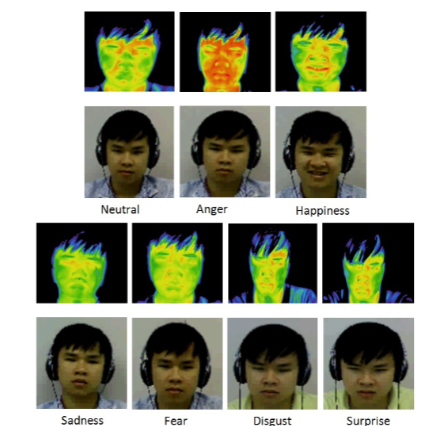 Neutral Anger Happiness
Sadness Fear Disgust Surprise